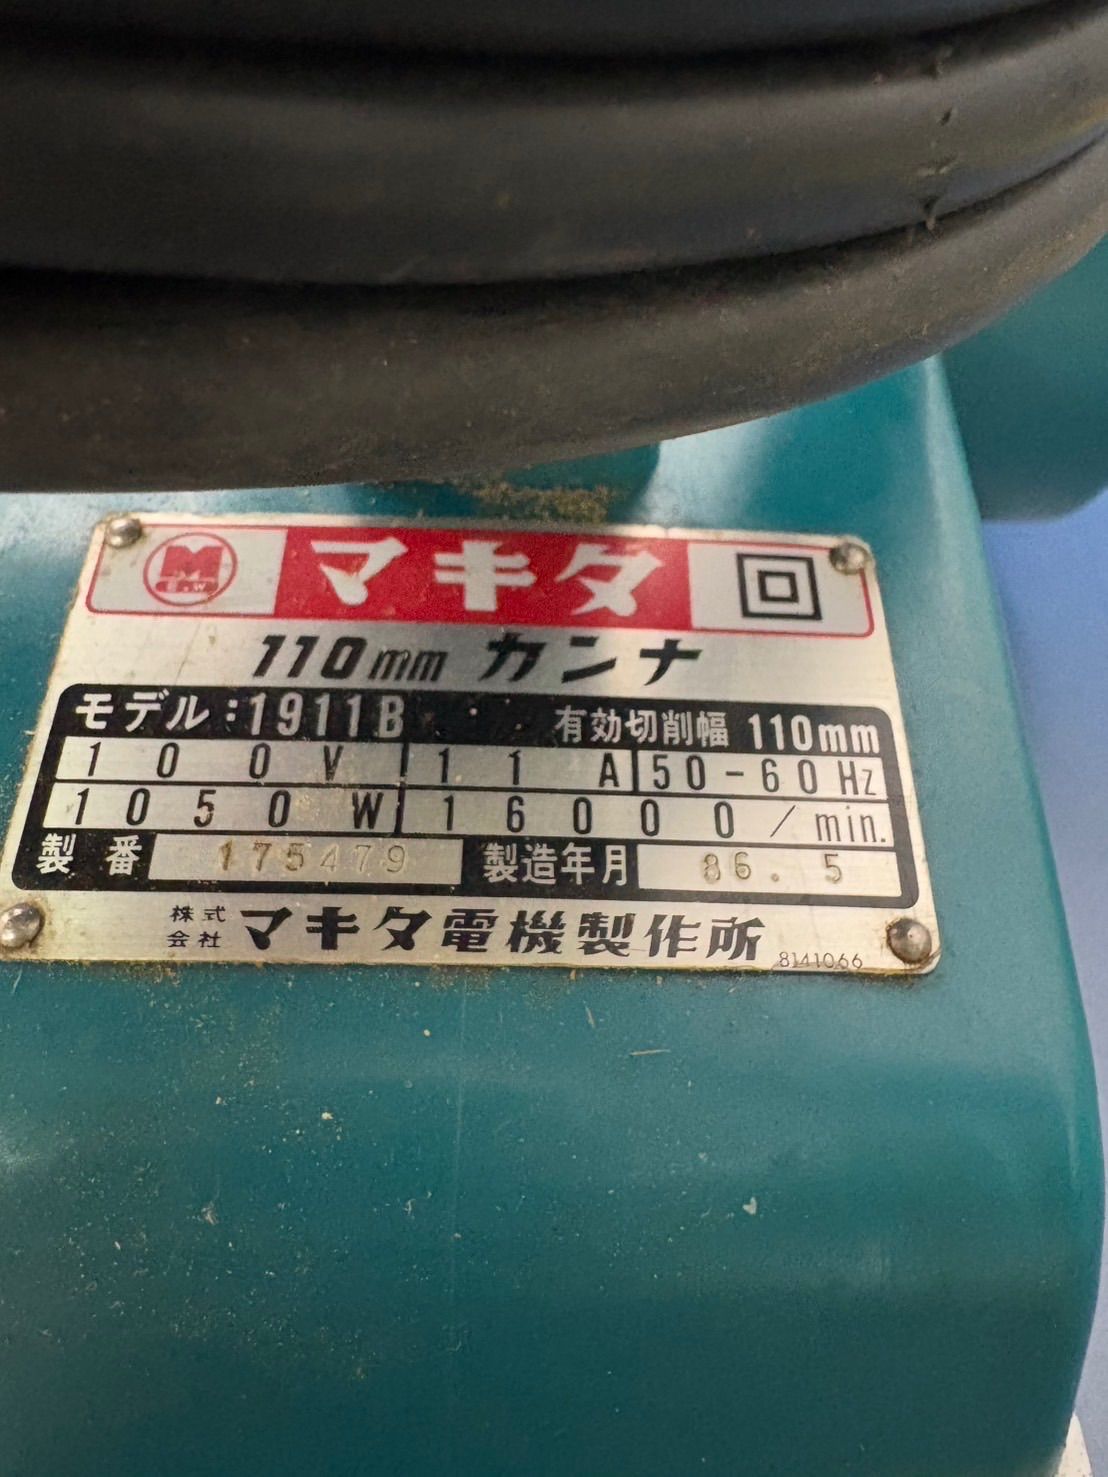 マキタ
110mm カンナ
モデル:1911B 有効切削幅 110mm
100V 11A 50-60Hz
1050W 16000/min.
製番 175479 製造年月 86.5
株式会社 マキタ電機製作所 8141066